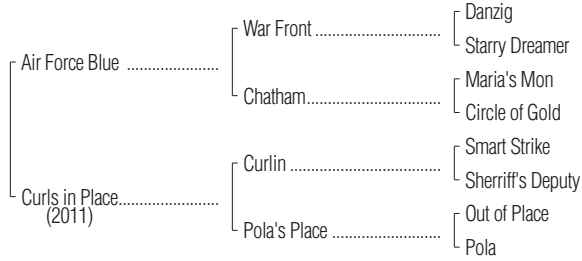 Danzig
War Front ..............................
Starry Dreamer
Air Force Blue ......................
Maria's Mon
Chatham.................................
Circle of Gold
Smart Strike
Curlin ....................................
Sherriff's Deputy
Curls in Place........................
(2011)
Out of Place
Pola's Place ..........................
Pola